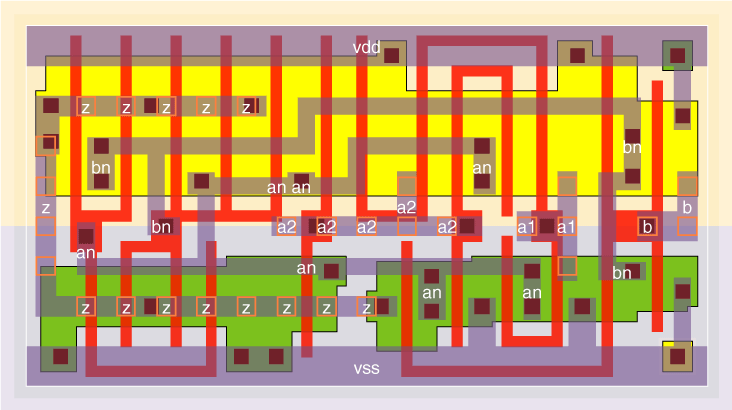 vdd
z z z z z
bn an bn
an an
z a2 b
bn a2 a2 a2 a2 a1 a1 b
an
an bn
an an
z z z z z z z z
vss